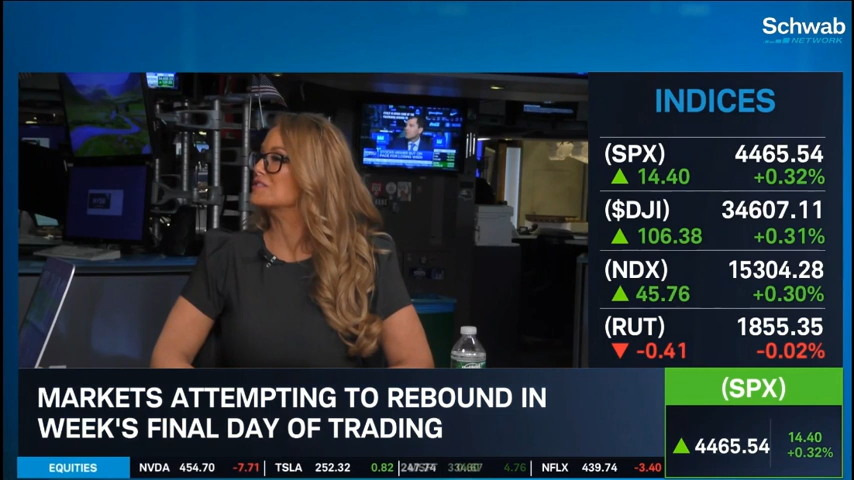 Schwab
NETWORK
INDICES
(SPX) 4465.54
▲ 14.40 +0.32%
($DJI) 34607.11
▲ 106.38 +0.31%
(NDX) 15304.28
▲ 45.76 +0.30%
(RUT) 1855.35
▼ -0.41 -0.02%
MARKETS ATTEMPTING TO REBOUND IN
WEEK'S FINAL DAY OF TRADING
(SPX)
▲ 4465.54
14.40
+0.32%
EQUITIES NVDA 454.70 -7.71 TSLA 252.32 0.82 4.76 NFLX 439.74 -3.40